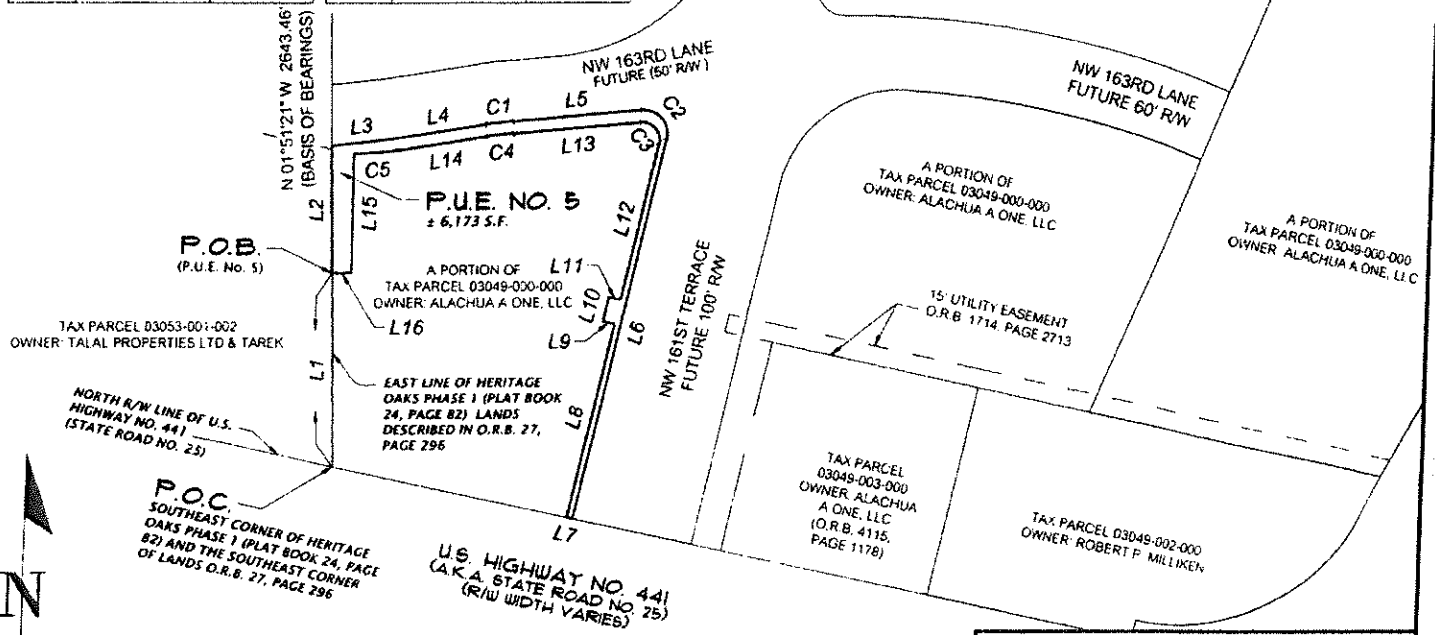 N 01°51'21" W 2643.46'
(BASIS OF BEARINGS)
NW 163RD LANE
FUTURE (50' R/W)
NW 163RD LANE
FUTURE 60' R/W
L3
L4
C1
L5
C2
C3
C5
L14
C4
L13
L2
L15
P.U.E. NO. 5
± 6,173 S.F.
L12
P.O.B.
(P.U.E. No. 5)
A PORTION OF
TAX PARCEL 03049-000-000
OWNER: ALACHUA A ONE, LLC
L11
L10
L9
L6
L16
A PORTION OF
TAX PARCEL 03049-000-000
OWNER: ALACHUA A ONE, LLC
A PORTION OF
TAX PARCEL 03049-000-000
OWNER: ALACHUA A ONE, LLC
NW 161ST TERRACE
FUTURE 100' R/W
15' UTILITY EASEMENT
O.R.B. 1714, PAGE 2713
TAX PARCEL 03053-001-002
OWNER: TALAL PROPERTIES LTD & TAREK
L1
EAST LINE OF HERITAGE
OAKS PHASE 1 (PLAT BOOK
24, PAGE 82) LANDS
DESCRIBED IN O.R.B. 27,
PAGE 296
L8
NORTH R/W LINE OF U.S.
HIGHWAY NO. 441
(STATE ROAD NO. 25)
P.O.C.
SOUTHEAST CORNER OF HERITAGE
OAKS PHASE 1 (PLAT BOOK 24, PAGE
82) AND THE SOUTHEAST CORNER
OF LANDS O.R.B. 27, PAGE 296
L7
U.S. HIGHWAY NO. 441
(A.K.A. STATE ROAD NO. 25)
(R/W WIDTH VARIES)
TAX PARCEL
03049-003-000
OWNER: ALACHUA
A ONE, LLC
(O.R.B. 4115,
PAGE 1178)
TAX PARCEL 03049-002-000
OWNER: ROBERT P. MILLIKEN
N